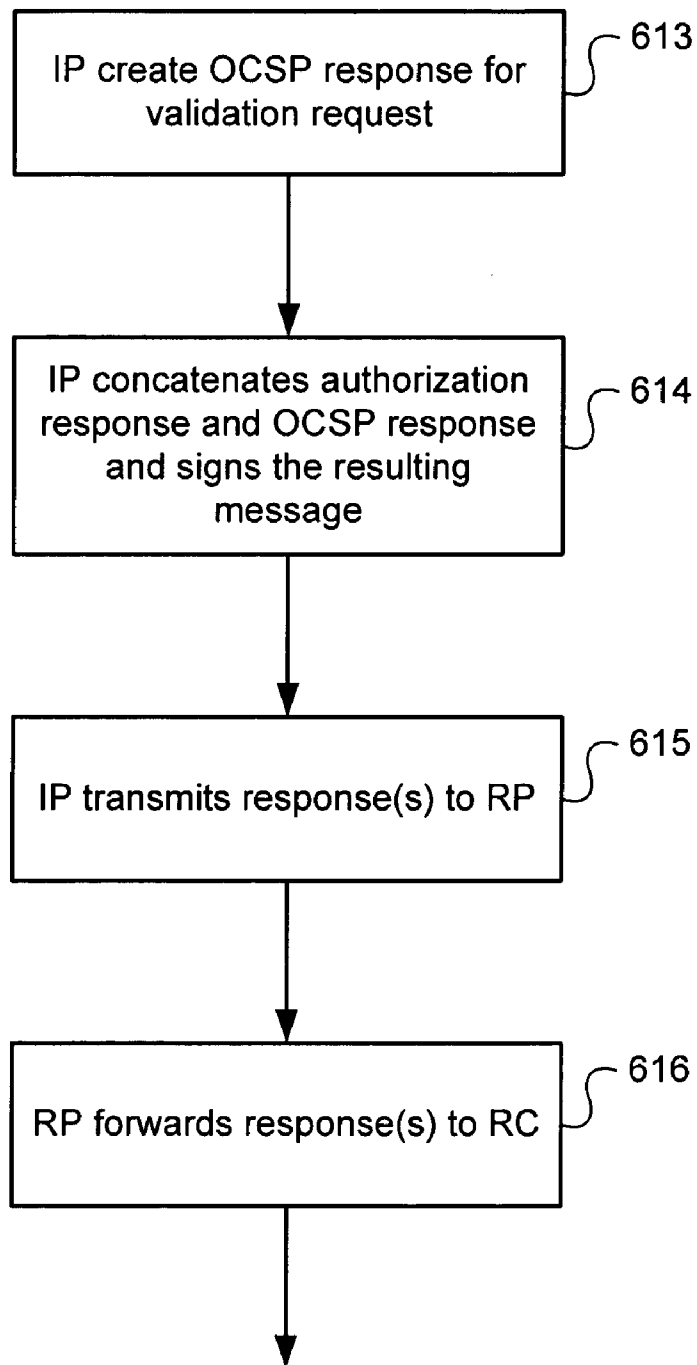 613
IP create OCSP response for
validation request
614
IP concatenates authorization
response and OCSP response
and signs the resulting
message
615
IP transmits response(s) to RP
616
RP forwards response(s) to RC